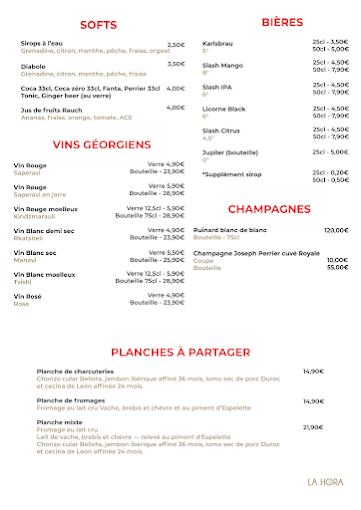 SOFTS
Sirops à l'eau 2,50€
Grenadine, citron, menthe, pêche, fraise, orgeat
Diabolo 3,50€
Grenadine, citron, menthe, pêche, fraise
Coca 33cl, Coca zéro 33cl, Fanta, Perrier 33cl 4,00€
Tonic, Ginger beer (au verre)
Jus de fruits Rauch 4,00€
Ananas, fraise, orange, tomate, ACE
VINS GÉORGIENS
Vin Rouge Verre 4,90€
Saperavi Bouteille - 23,90€
Vin Rouge Verre 5,90€
Saperavi en jarre Bouteille - 28,90€
Vin Rouge moelleux Verre 12,5cl - 5,90€
Kindzmarauli Bouteille 75cl - 28,90€
Vin Blanc demi sec Verre 4,90€
Rkatsiteli Bouteille - 23,90€
Vin Blanc sec Verre 5,50€
Manavi Bouteille - 25,90€
Vin Blanc moelleux Verre 12,5cl - 5,90€
Tvishi Bouteille 75cl - 28,90€
Vin Rosé Verre 4,90€
Rose Bouteille - 23,90€
BIÈRES
Karlsbrau 25cl - 3,50€
5° 50cl - 5,00€
Slash Mango 25cl - 4,50€
8° 50cl - 7,90€
Slash IPA 25cl - 4,50€
6° 50cl - 7,90€
Licorne Black 25cl - 4,50€
6° 50cl - 7,90€
Slash Citrus 25cl - 4,50€
4,5° 50cl - 7,90€
Jupiler (bouteille) 25cl - 5,00€
0°
*Supplément sirop 25cl - 0,20€
50cl - 0,50€
CHAMPAGNES
Ruinard blanc de blanc 120,00€
Bouteille - 75cl
Champagne Joseph Perrier cuvé Royale
Coupe 10,00€
Bouteille 55,00€
PLANCHES À PARTAGER
Planche de charcuteries 14,90€
Chorizo cular Bellota, jambon ibérique affiné 36 mois, lomo sec de porc Duroc
et cecina de León affinée 24 mois.
Planche de fromages 14,90€
Fromage au lait cru Vache, brebis et chèvre et au piment d'Espelette
Planche mixte 21,90€
Fromage au lait cru
Lait de vache, brebis et chèvre — relevé au piment d'Espelette
Chorizo cular Bellota, jambon ibérique affiné 36 mois, lomo sec de porc Duroc
et cecina de León affinée 24 mois.
LA HORA